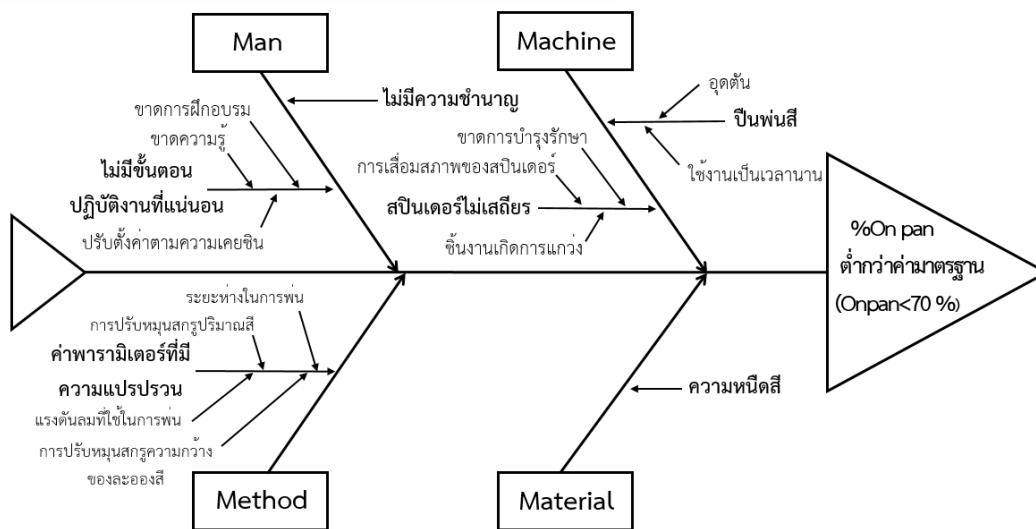 Man
Machine
ไม่มีความชำนาญ
ขาดการฝึกอบรม
ขาดความรู้
ไม่มีขั้นตอน
ปฏิบัติงานที่แน่นอน
ปรับตั้งค่าตามความเคยชิน
อุดตัน
ปืนพ่นสี
ใช้งานเป็นเวลานาน
ขาดการบำรุงรักษา
การเสื่อมสภาพของสปินเดอร์
สปินเดอร์ไม่เสถียร
ชิ้นงานเกิดการแกว่ง
%On pan
ต่ำกว่าค่ามาตรฐาน
(Onpan<70 %)
ระยะห่างในการพ่น
การปรับหมุนสกรูปริมาณสี
ค่าพารามิเตอร์ที่มี
ความแปรปรวน
แรงดันลมที่ใช้ในการพ่น
การปรับหมุนสกรูความกว้าง
ของละอองสี
ความหนืดสี
Method
Material